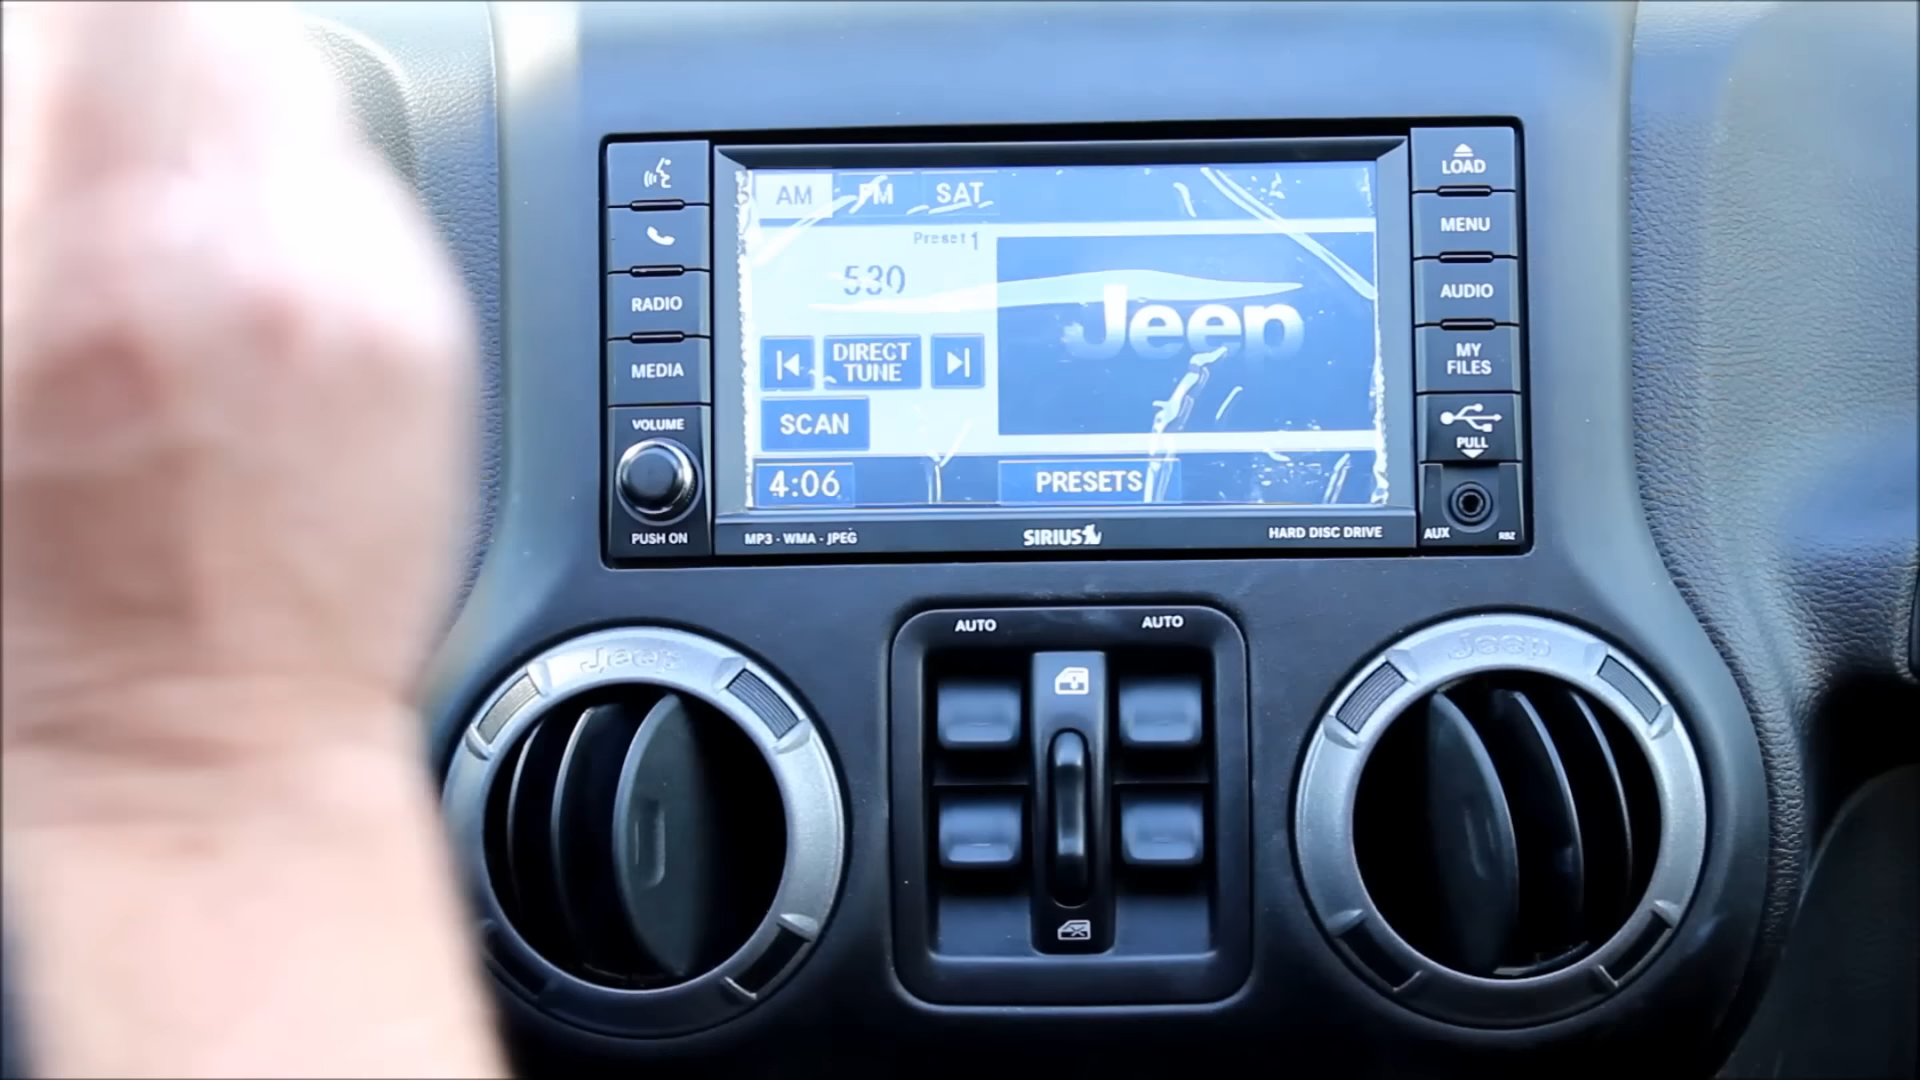 AM FM SAT
Preset 1
530
DIRECT
TUNE
SCAN
4:06
PRESETS
Jeep
RADIO
MEDIA
VOLUME
PUSH ON
LOAD
MENU
AUDIO
MY
FILES
PULL
AUX
RBZ
MP3 - WMA - JPEG
SIRIUS
HARD DISC DRIVE
AUTO
AUTO
Jeep
Jeep